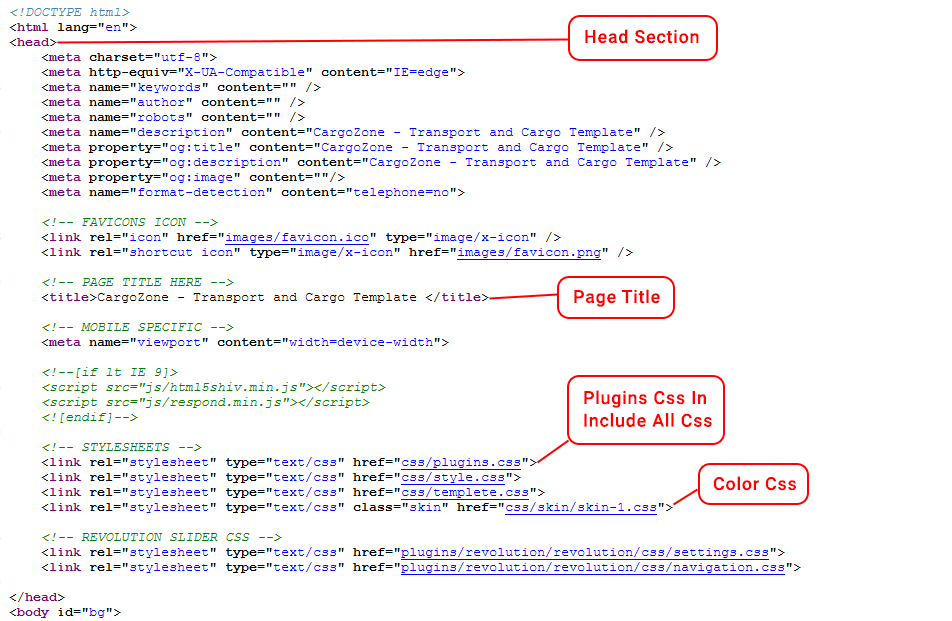 <!DOCTYPE html>
<html lang="en">
<head>
Head Section
<meta charset="utf-8">
<meta http-equiv="X-UA-Compatible" content="IE=edge">
<meta name="keywords" content="" />
<meta name="author" content="" />
<meta name="robots" content="" />
<meta name="description" content="CargoZone - Transport and Cargo Template" />
<meta property="og:title" content="CargoZone - Transport and Cargo Template" />
<meta property="og:description" content="CargoZone - Transport and Cargo Template" />
<meta property="og:image" content=""/>
<meta name="format-detection" content="telephone=no">
<!-- FAVICONS ICON -->
<link rel="icon" href="images/favicon.ico" type="image/x-icon" />
<link rel="shortcut icon" type="image/x-icon" href="images/favicon.png" />
<!-- PAGE TITLE HERE -->
<title>CargoZone - Transport and Cargo Template </title>
Page Title
<!-- MOBILE SPECIFIC -->
<meta name="viewport" content="width=device-width">
<!--[if lt IE 9]>
<script src="js/html5shiv.min.js"></script>
<script src="js/respond.min.js"></script>
<![endif]-->
Plugins Css In
Include All Css
<!-- STYLESHEETS -->
<link rel="stylesheet" type="text/css" href="css/plugins.css">
<link rel="stylesheet" type="text/css" href="css/style.css">
<link rel="stylesheet" type="text/css" href="css/templete.css">
<link rel="stylesheet" type="text/css" class="skin" href="css/skin/skin-1.css">
Color Css
<!-- REVOLUTION SLIDER CSS -->
<link rel="stylesheet" type="text/css" href="plugins/revolution/revolution/css/settings.css">
<link rel="stylesheet" type="text/css" href="plugins/revolution/revolution/css/navigation.css">
</head>
<body id="bg">